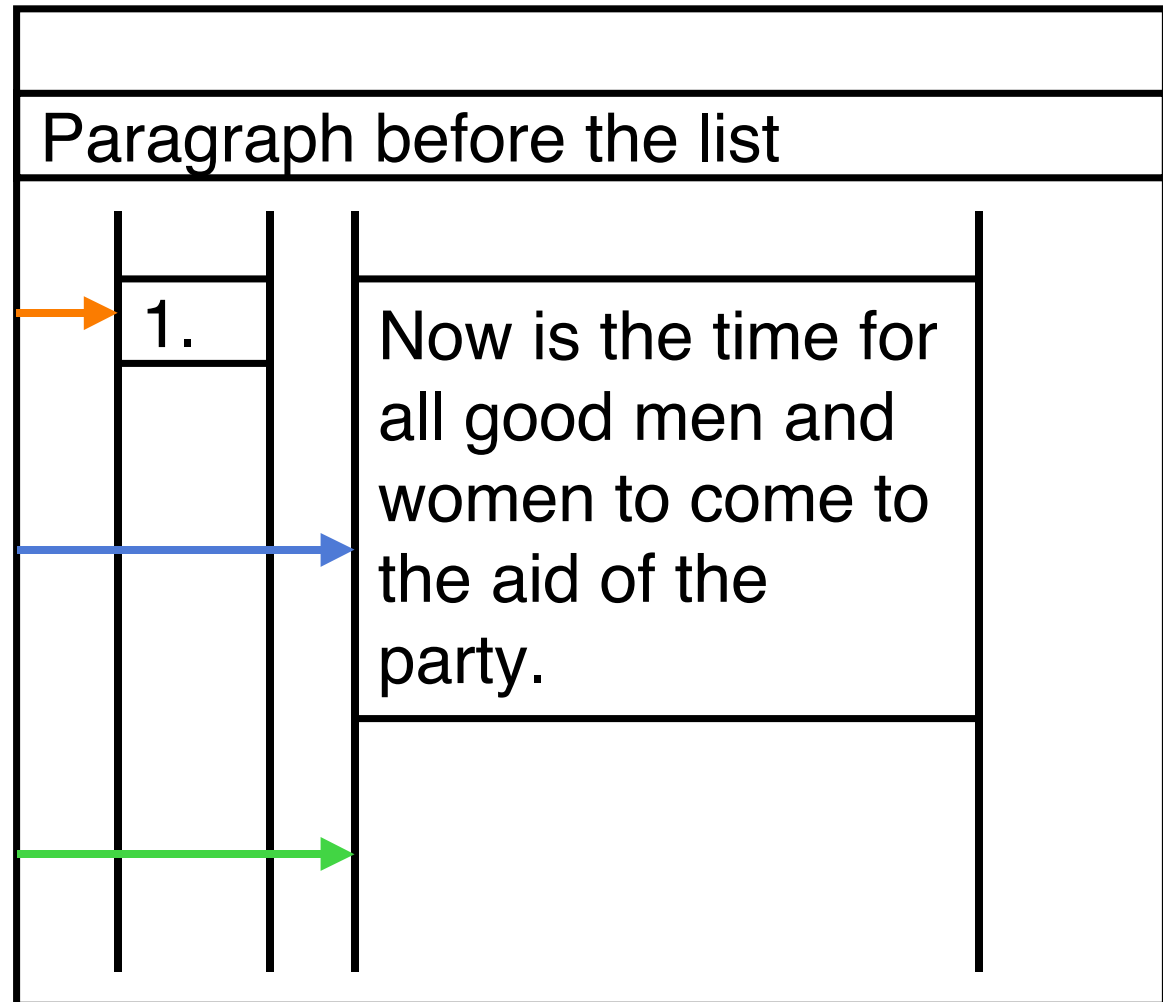 Paragraph before the list
1. Now is the time for
all good men and
women to come to
the aid of the
party.